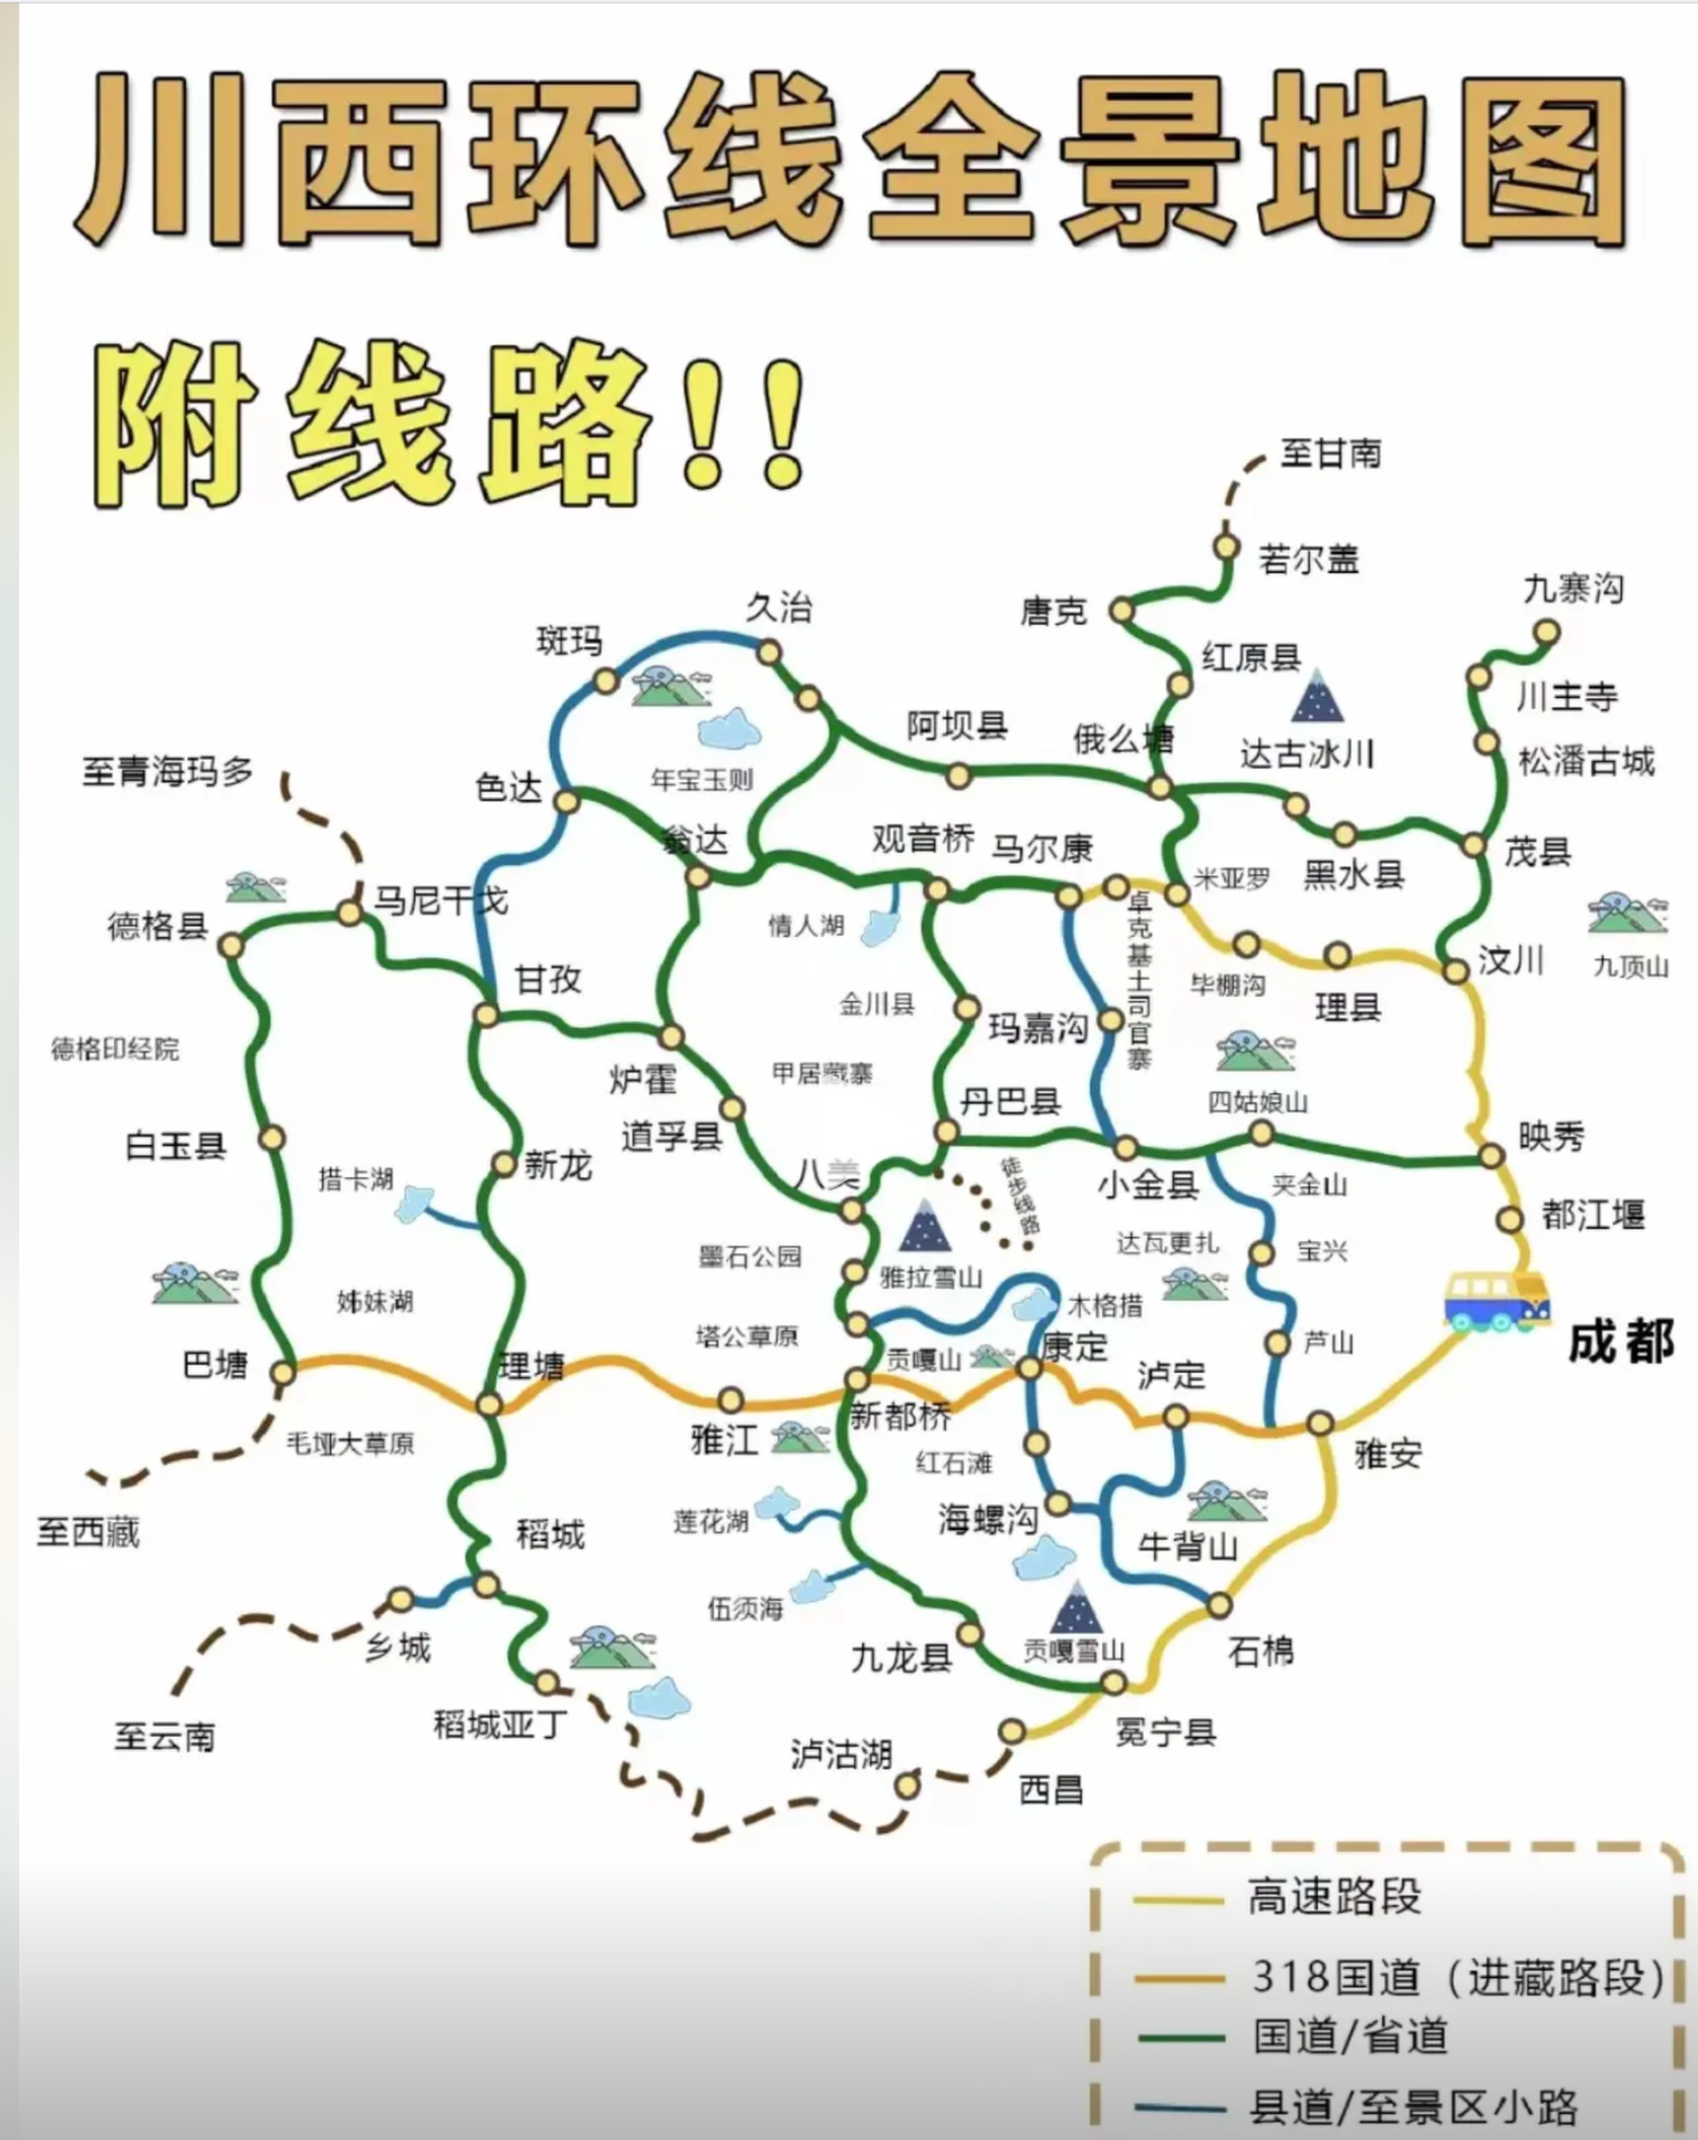 川西环线全景地图
附线路!!
至甘南
若尔盖
九寨沟
久治
唐克
斑玛
红原县
川主寺
阿坝县
俄么塘
达古冰川
松潘古城
至青海玛多
色达
年宝玉则
翁达
观音桥
马尔康
米亚罗
黑水县
茂县
马尼干戈
德格县
情人湖
卓克基土司官寨
汶川
九顶山
甘孜
毕棚沟
金川县
理县
玛嘉沟
德格印经院
炉霍
甲居藏寨
丹巴县
四姑娘山
道孚县
映秀
白玉县
新龙
措卡湖
八美
徒步线路
小金县
夹金山
都江堰
墨石公园
雅拉雪山
达瓦更扎
宝兴
姊妹湖
木格措
塔公草原
贡嘎山
康定
芦山
成都
巴塘
理塘
泸定
雅江
新都桥
毛垭大草原
红石滩
雅安
至西藏
稻城
莲花湖
海螺沟
牛背山
伍须海
乡城
九龙县
贡嘎雪山
石棉
至云南
稻城亚丁
泸沽湖
冕宁县
西昌
高速路段
318国道（进藏路段）
国道/省道
县道/至景区小路